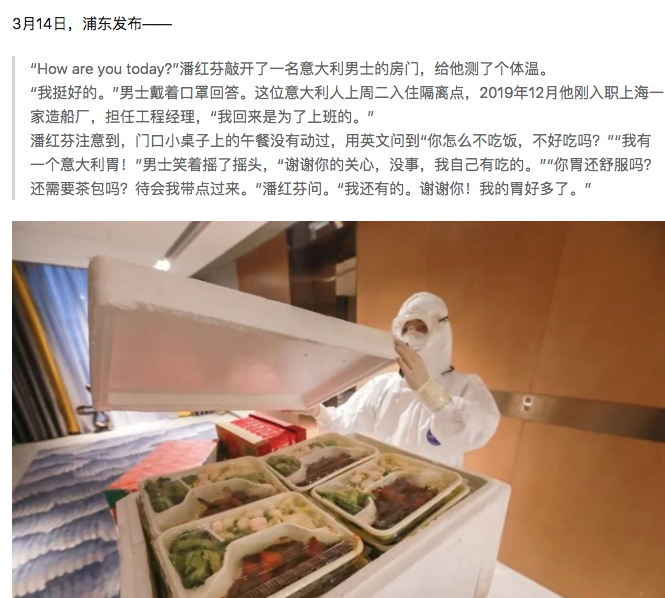 3月14日，浦东发布——
“How are you today?”潘红芬敲开了一名意大利男士的房门，给他测了个体温。
“我挺好的。”男士戴着口罩回答。这位意大利人上周二入住隔离点，2019年12月他刚入职上海一
家造船厂，担任工程经理，“我回来是为了上班的。”
潘红芬注意到，门口小桌子上的午餐没有动过，用英文问到“你怎么不吃饭，不好吃吗？”“我有
一个意大利胃！”男士笑着摇了摇头，“谢谢你的关心，没事，我自己有吃的。”“你胃还舒服吗？
还需要茶包吗？待会我带点过来。”潘红芬问。“我还有的。谢谢你！我的胃好多了。”